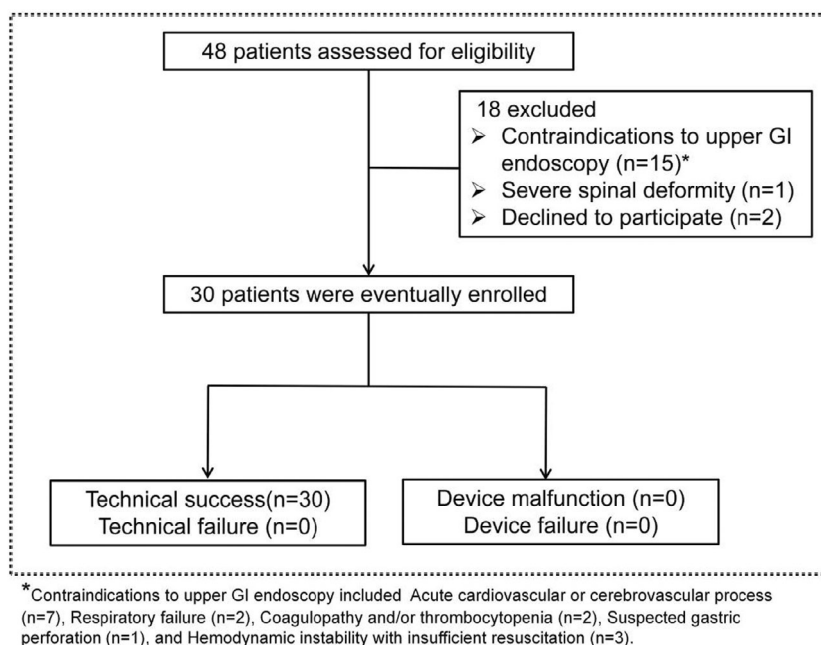 48 patients assessed for eligibility
18 excluded
➢ Contraindications to upper GI
endoscopy (n=15)*
➢ Severe spinal deformity (n=1)
➢ Declined to participate (n=2)
30 patients were eventually enrolled
Technical success(n=30)
Technical failure (n=0)
Device malfunction (n=0)
Device failure (n=0)
*Contraindications to upper GI endoscopy included Acute cardiovascular or cerebrovascular process
(n=7), Respiratory failure (n=2), Coagulopathy and/or thrombocytopenia (n=2), Suspected gastric
perforation (n=1), and Hemodynamic instability with insufficient resuscitation (n=3).